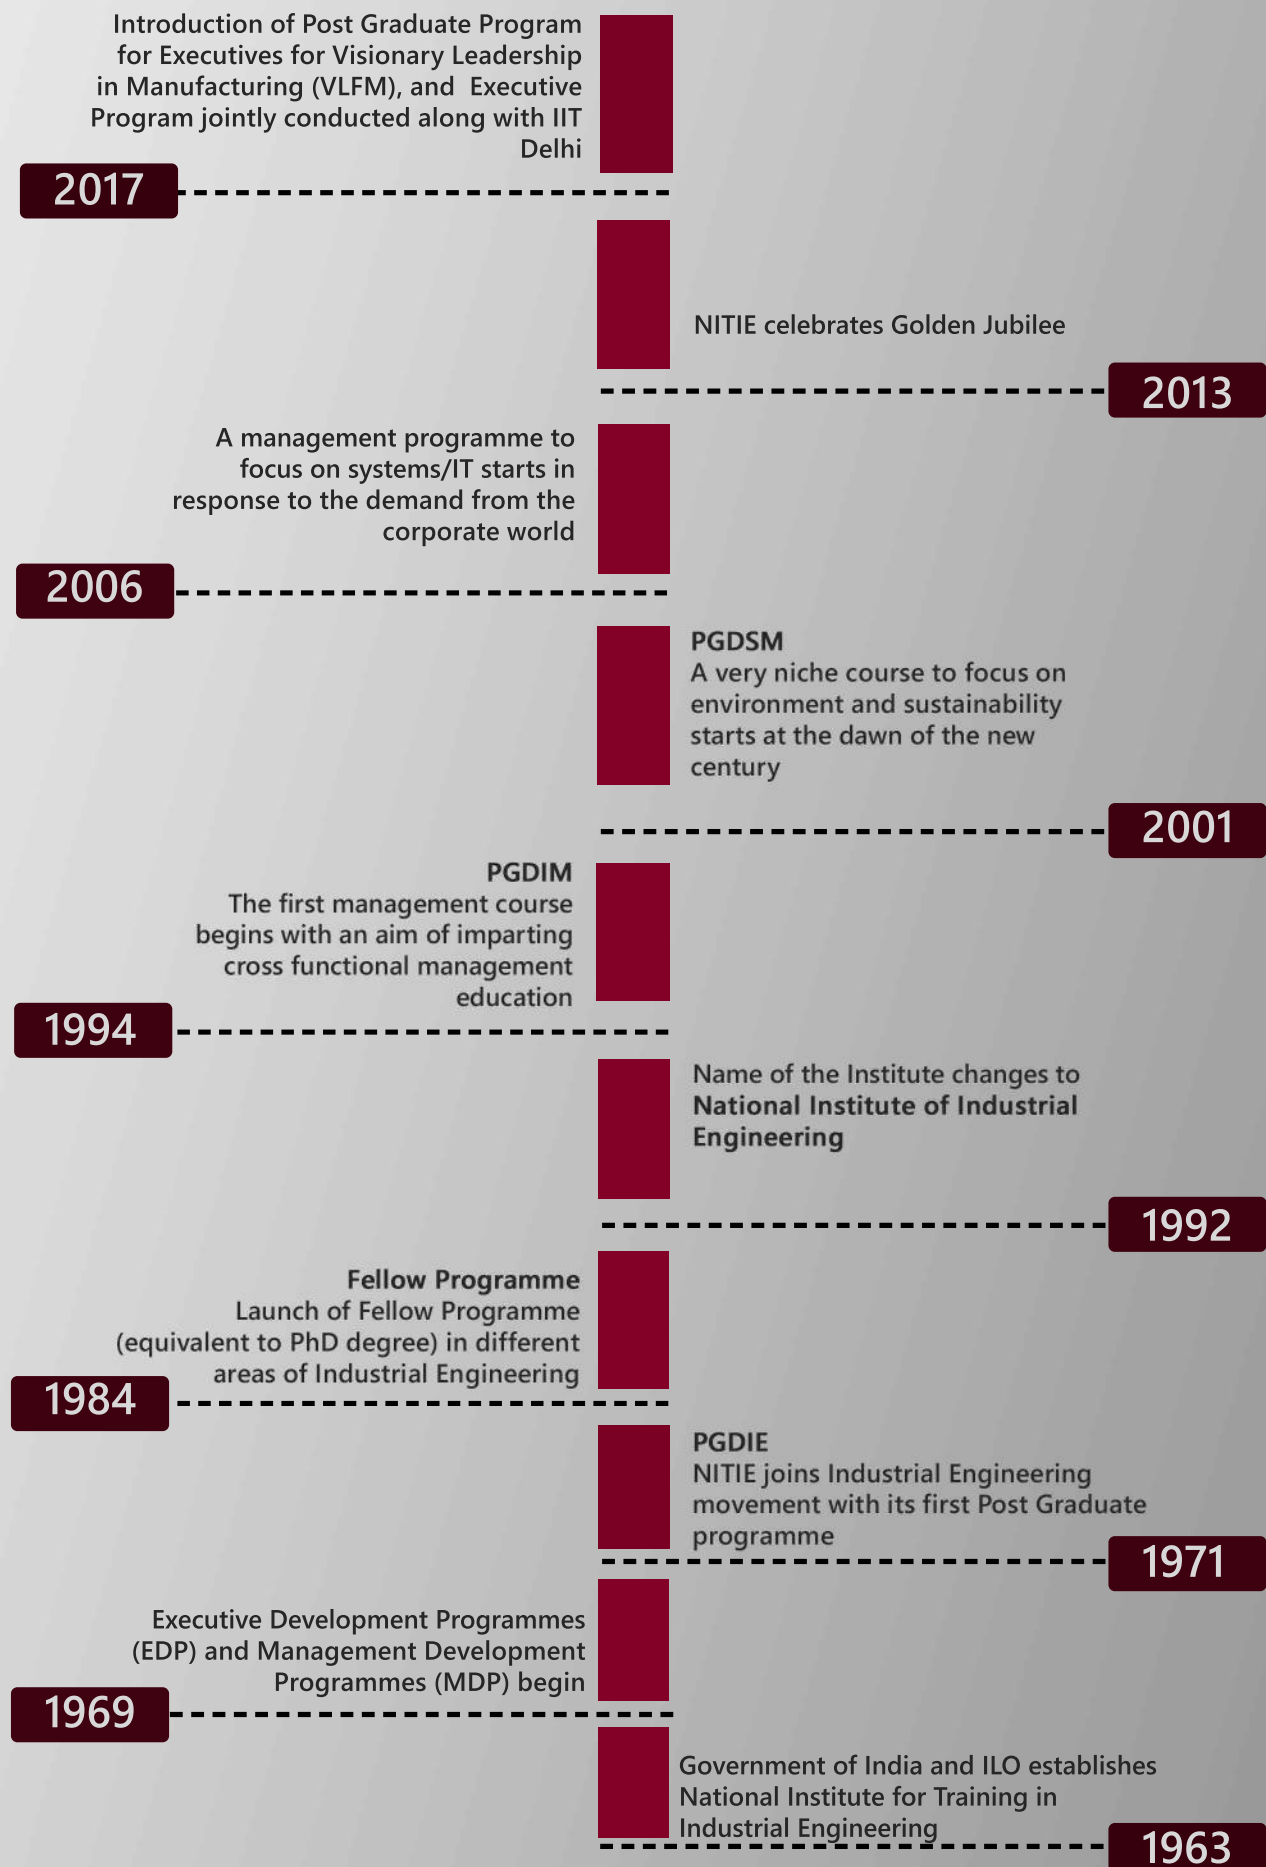 Introduction of Post Graduate Program
for Executives for Visionary Leadership
in Manufacturing (VLFM), and Executive
Program jointly conducted along with IIT
Delhi
2017
NITIE celebrates Golden Jubilee
2013
A management programme to
focus on systems/IT starts in
response to the demand from the
corporate world
2006
PGDSM
A very niche course to focus on
environment and sustainability
starts at the dawn of the new
century
2001
PGDIM
The first management course
begins with an aim of imparting
cross functional management
education
1994
Name of the Institute changes to
National Institute of Industrial
Engineering
1992
Fellow Programme
Launch of Fellow Programme
(equivalent to PhD degree) in different
areas of Industrial Engineering
1984
PGDIE
NITIE joins Industrial Engineering
movement with its first Post Graduate
programme
1971
Executive Development Programmes
(EDP) and Management Development
Programmes (MDP) begin
1969
Government of India and ILO establishes
National Institute for Training in
Industrial Engineering
1963